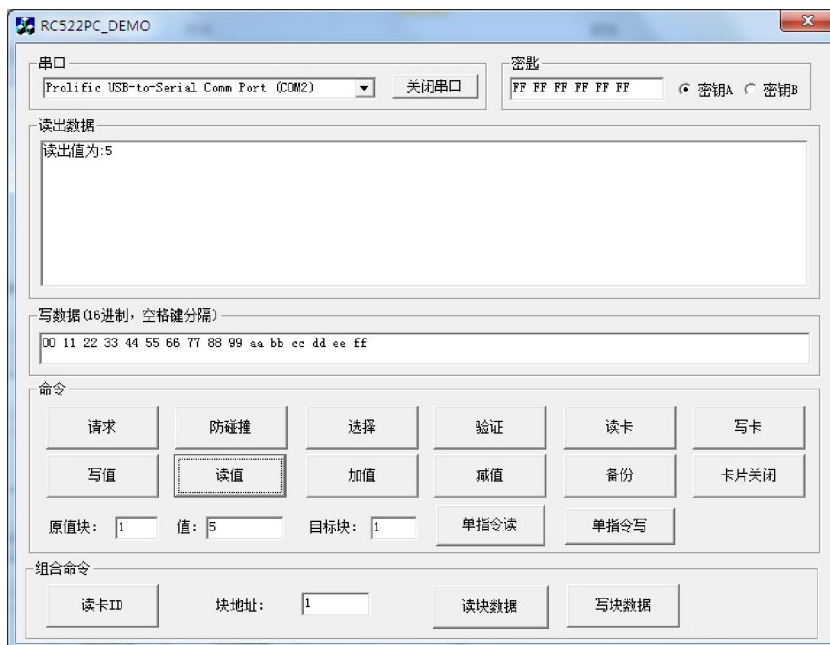 RC522PC_DEMO
串口
密匙
Prolific USB-to-Serial Comm Port (COM2)
关闭串口
FF FF FF FF FF FF
密钥A
密钥B
读出数据
读出值为:5
写数据(16进制，空格键分隔)
00 11 22 33 44 55 66 77 88 99 aa bb cc dd ee ff
命令
请求 防碰撞 选择 验证 读卡 写卡
写值 读值 加值 减值 备份 卡片关闭
原值块: 1 值: 5 目标块: 1 单指令读 单指令写
组合命令
读卡ID 块地址: 1 读块数据 写块数据